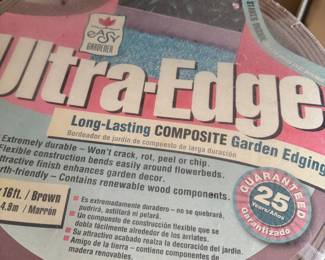 EASY
GARDENER
Ultra-Edge
Long-Lasting COMPOSITE Garden Edging
Bordeador de jardín de compuesto de larga duración
Extremely durable – Won't crack, rot, peel or chip.
Flexible construction bends easily around flowerbeds.
ttractive finish enhances garden decor.
rth-friendly – Contains renewable wood components.
16ft. / Brown
4.9m / Marrón
Es extremadamente duradero – no se quebrará,
pudrirá, astillará ni pelará.
Un compuesto de construcción flexible que se
dobla fácilmente alrededor de los arriates.
Su atractivo acabado realza la decoración del jardín.
Amigo de la tierra – contiene componentes de
madera renovables.
GUARANTEED
25
Years/Años
Garantizado